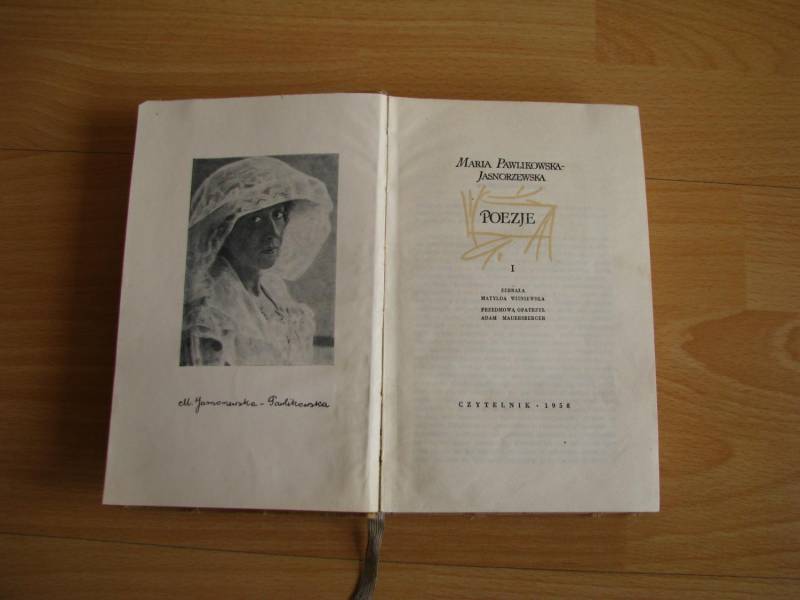 M. Jasnorzewska-Pawlikowska
MARIA PAWLIKOWSKA-
JASNORZEWSKA
POEZJE
I
ZEBRAŁA
MATYLDA WIŚNIEWSKA
PRZEDMOWĄ OPATRZYŁ
ADAM MAUERSBERGER
CZYTELNIK · 1958